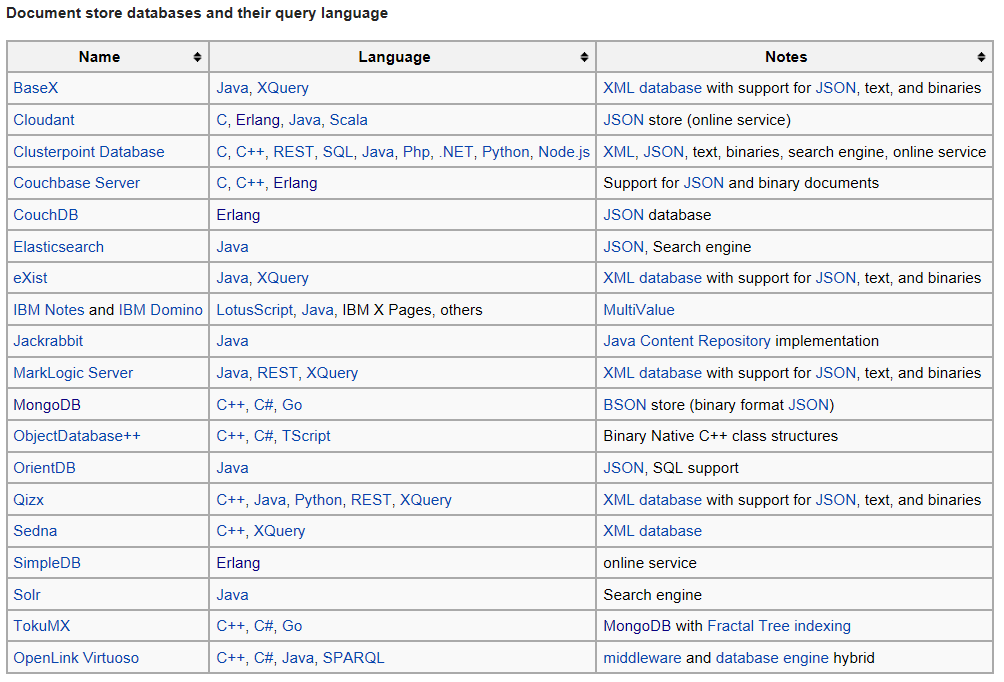 Document store databases and their query language
Name Language Notes
BaseX Java, XQuery XML database with support for JSON, text, and binaries
Cloudant C, Erlang, Java, Scala JSON store (online service)
Clusterpoint Database C, C++, REST, SQL, Java, Php, .NET, Python, Node.js XML, JSON, text, binaries, search engine, online service
Couchbase Server C, C++, Erlang Support for JSON and binary documents
CouchDB Erlang JSON database
Elasticsearch Java JSON, Search engine
eXist Java, XQuery XML database with support for JSON, text, and binaries
IBM Notes and IBM Domino LotusScript, Java, IBM X Pages, others MultiValue
Jackrabbit Java Java Content Repository implementation
MarkLogic Server Java, REST, XQuery XML database with support for JSON, text, and binaries
MongoDB C++, C#, Go BSON store (binary format JSON)
ObjectDatabase++ C++, C#, TScript Binary Native C++ class structures
OrientDB Java JSON, SQL support
Qizx C++, Java, Python, REST, XQuery XML database with support for JSON, text, and binaries
Sedna C++, XQuery XML database
SimpleDB Erlang online service
Solr Java Search engine
TokuMX C++, C#, Go MongoDB with Fractal Tree indexing
OpenLink Virtuoso C++, C#, Java, SPARQL middleware and database engine hybrid